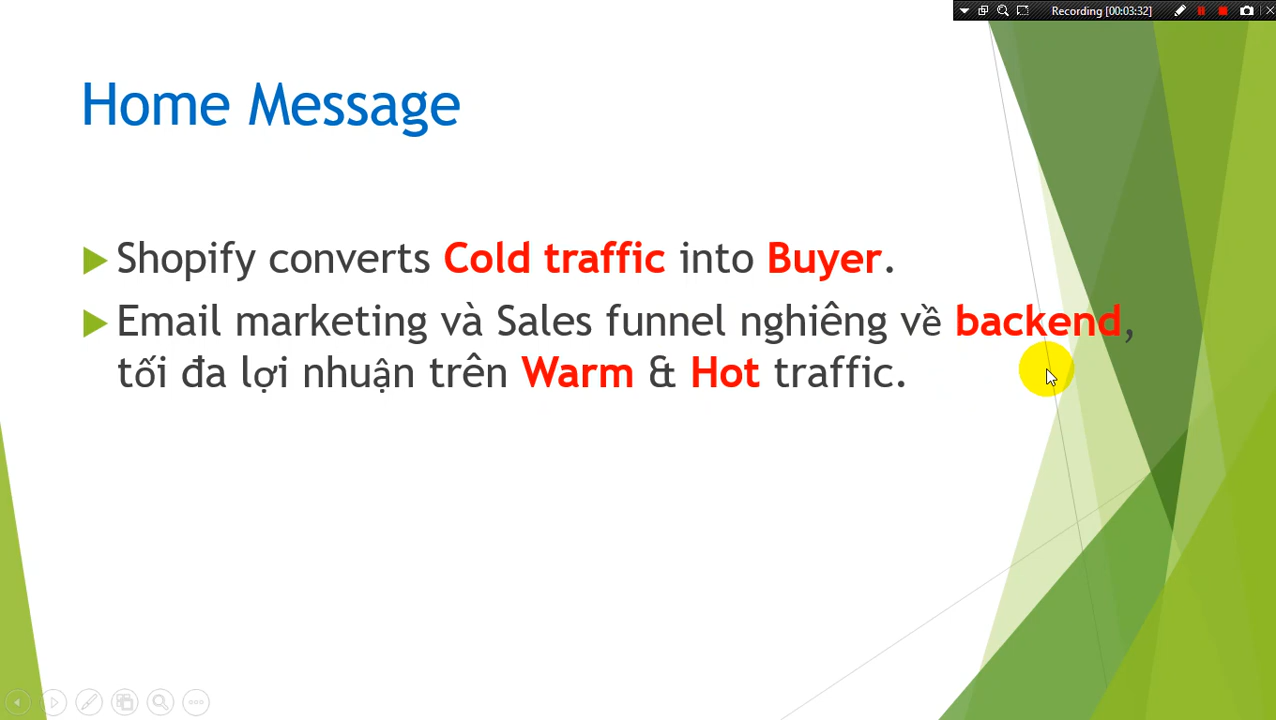 Recording [00:03:32]
Home Message
Shopify converts Cold traffic into Buyer.
Email marketing và Sales funnel nghiêng về backend,
tối đa lợi nhuận trên Warm & Hot traffic.